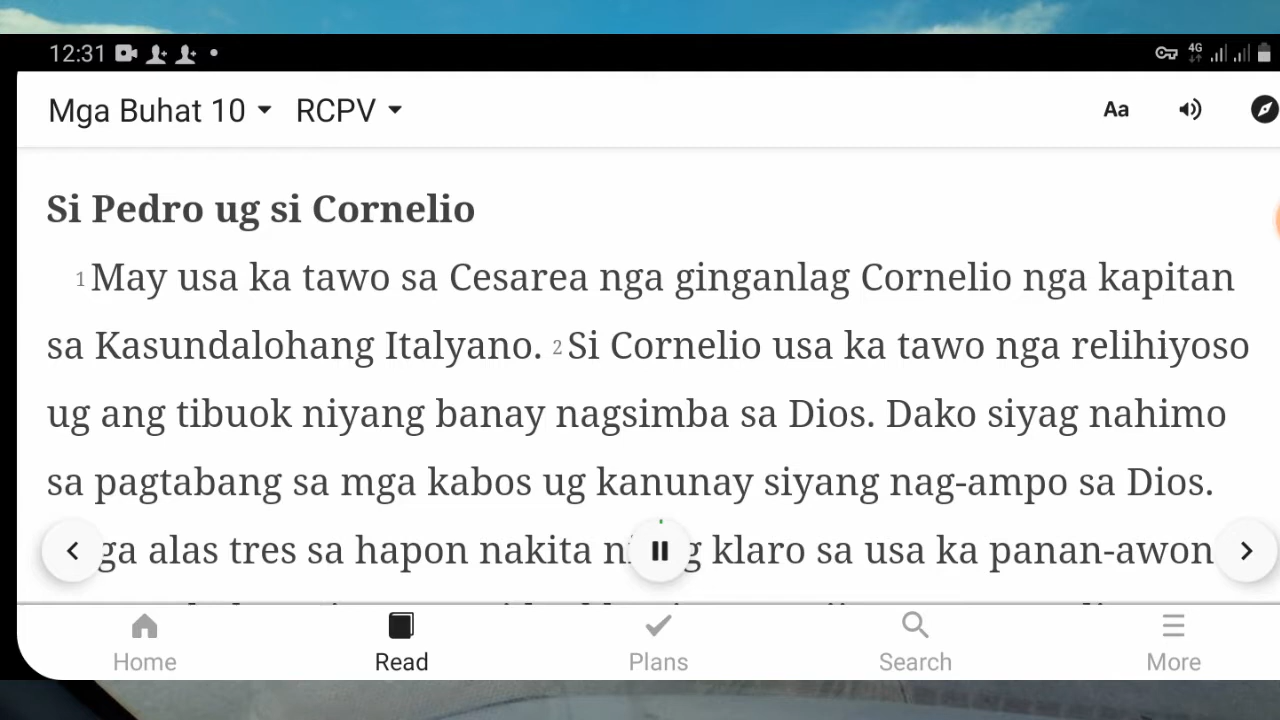 12:31
4G
Mga Buhat 10 RCPV Aa
Si Pedro ug si Cornelio
1 May usa ka tawo sa Cesarea nga ginganlag Cornelio nga kapitan
sa Kasundalohang Italyano. 2 Si Cornelio usa ka tawo nga relihiyoso
ug ang tibuok niyang banay nagsimba sa Dios. Dako siyag nahimo
sa pagtabang sa mga kabos ug kanunay siyang nag-ampo sa Dios.
alas tres sa hapon nakita klaro sa usa ka panan-awon
Home Read Plans Search More